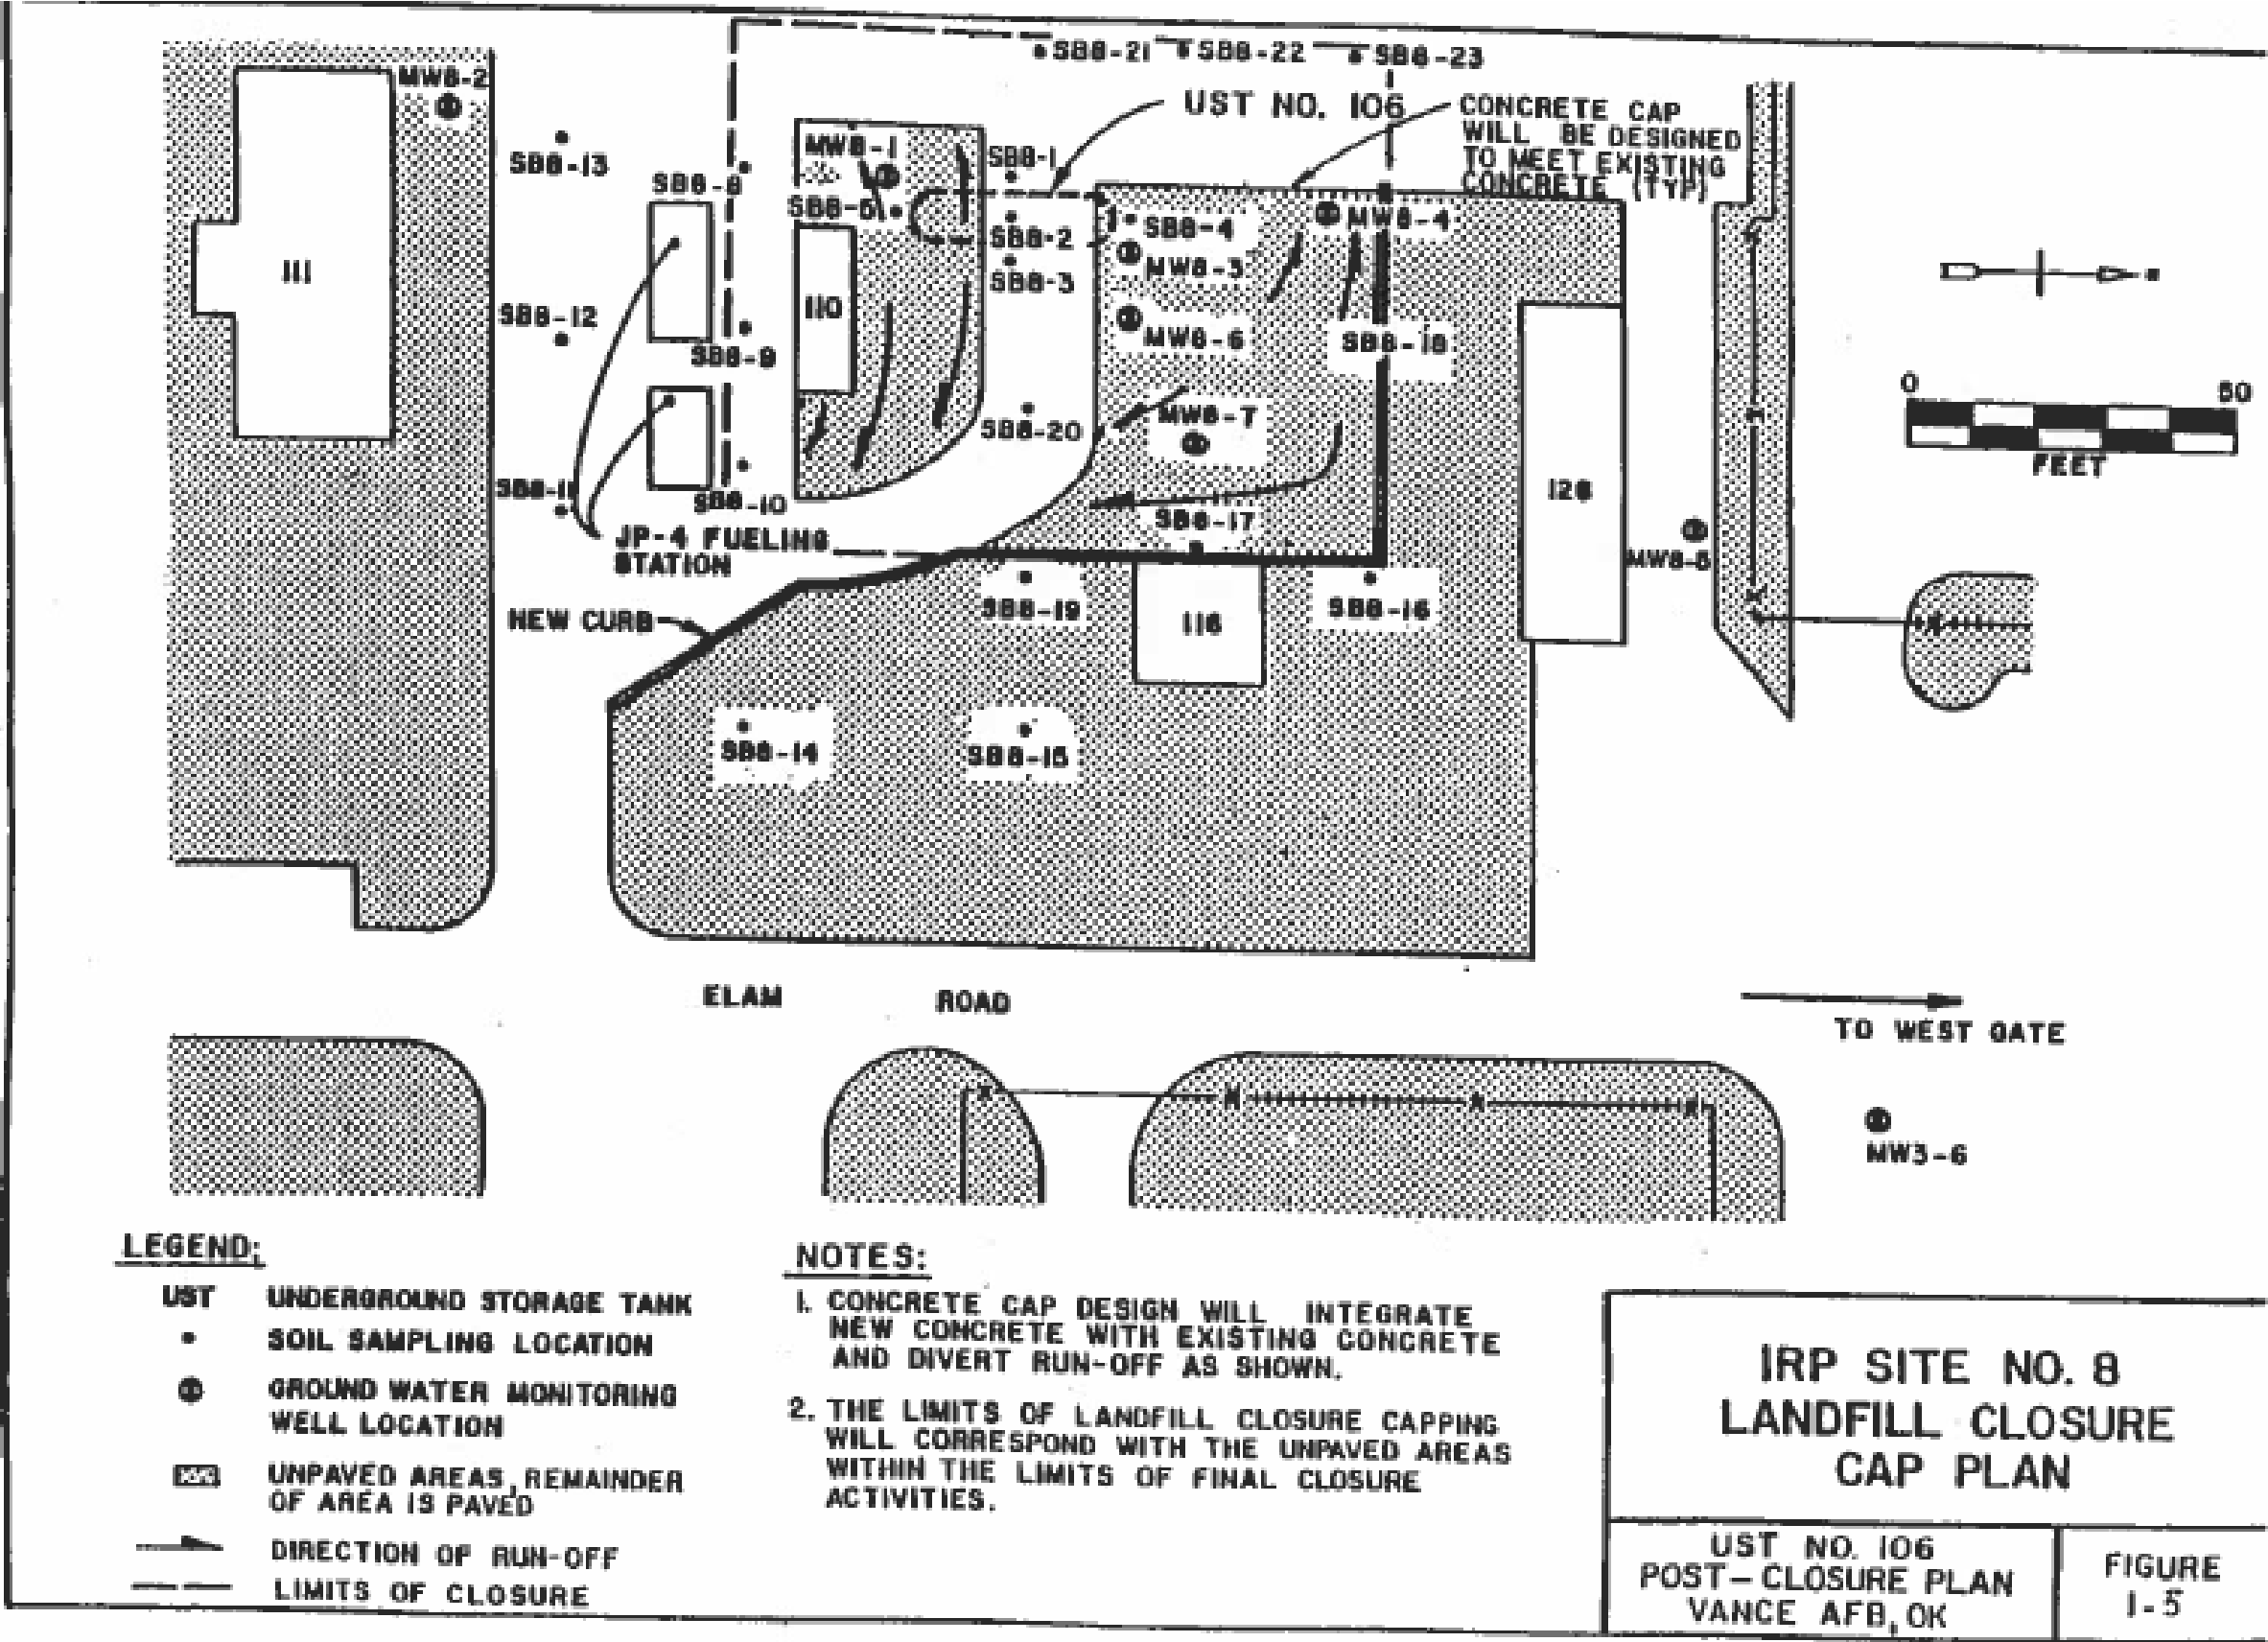 SB8-21
SB8-22
SB8-23
MW8-2
UST NO. 106
CONCRETE CAP
WILL BE DESIGNED
TO MEET EXISTING
CONCRETE (TYP)
SB8-13
MW8-1
SB8-1
SB8-8
SB8-5
SB8-2
SB8-4
MW8-4
MW8-3
SB8-3
111
110
SB8-12
SB8-9
MW8-6
SB8-18
0
50
FEET
MW8-7
SB8-20
SB8-11
SB8-10
SB8-17
126
JP-4 FUELING
STATION
MW8-5
NEW CURB
SB8-19
116
SB8-16
SB8-14
SB8-15
ELAM ROAD
TO WEST GATE
MW3-6
LEGEND:
UST UNDERGROUND STORAGE TANK
SOIL SAMPLING LOCATION
GROUND WATER MONITORING
WELL LOCATION
UNPAVED AREAS, REMAINDER
OF AREA IS PAVED
DIRECTION OF RUN-OFF
LIMITS OF CLOSURE
NOTES:
1. CONCRETE CAP DESIGN WILL INTEGRATE
NEW CONCRETE WITH EXISTING CONCRETE
AND DIVERT RUN-OFF AS SHOWN.
2. THE LIMITS OF LANDFILL CLOSURE CAPPING
WILL CORRESPOND WITH THE UNPAVED AREAS
WITHIN THE LIMITS OF FINAL CLOSURE
ACTIVITIES.
IRP SITE NO. 8
LANDFILL CLOSURE
CAP PLAN
UST NO. 106
POST-CLOSURE PLAN
VANCE AFB, OK
FIGURE
1-5